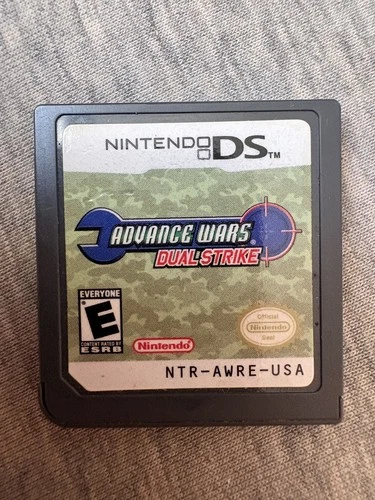 NINTENDO DS™
ADVANCE WARS®
DUAL STRIKE
EVERYONE
E
CONTENT RATED BY
ESRB
Nintendo®
Official
Nintendo
Seal
NTR-AWRE-USA